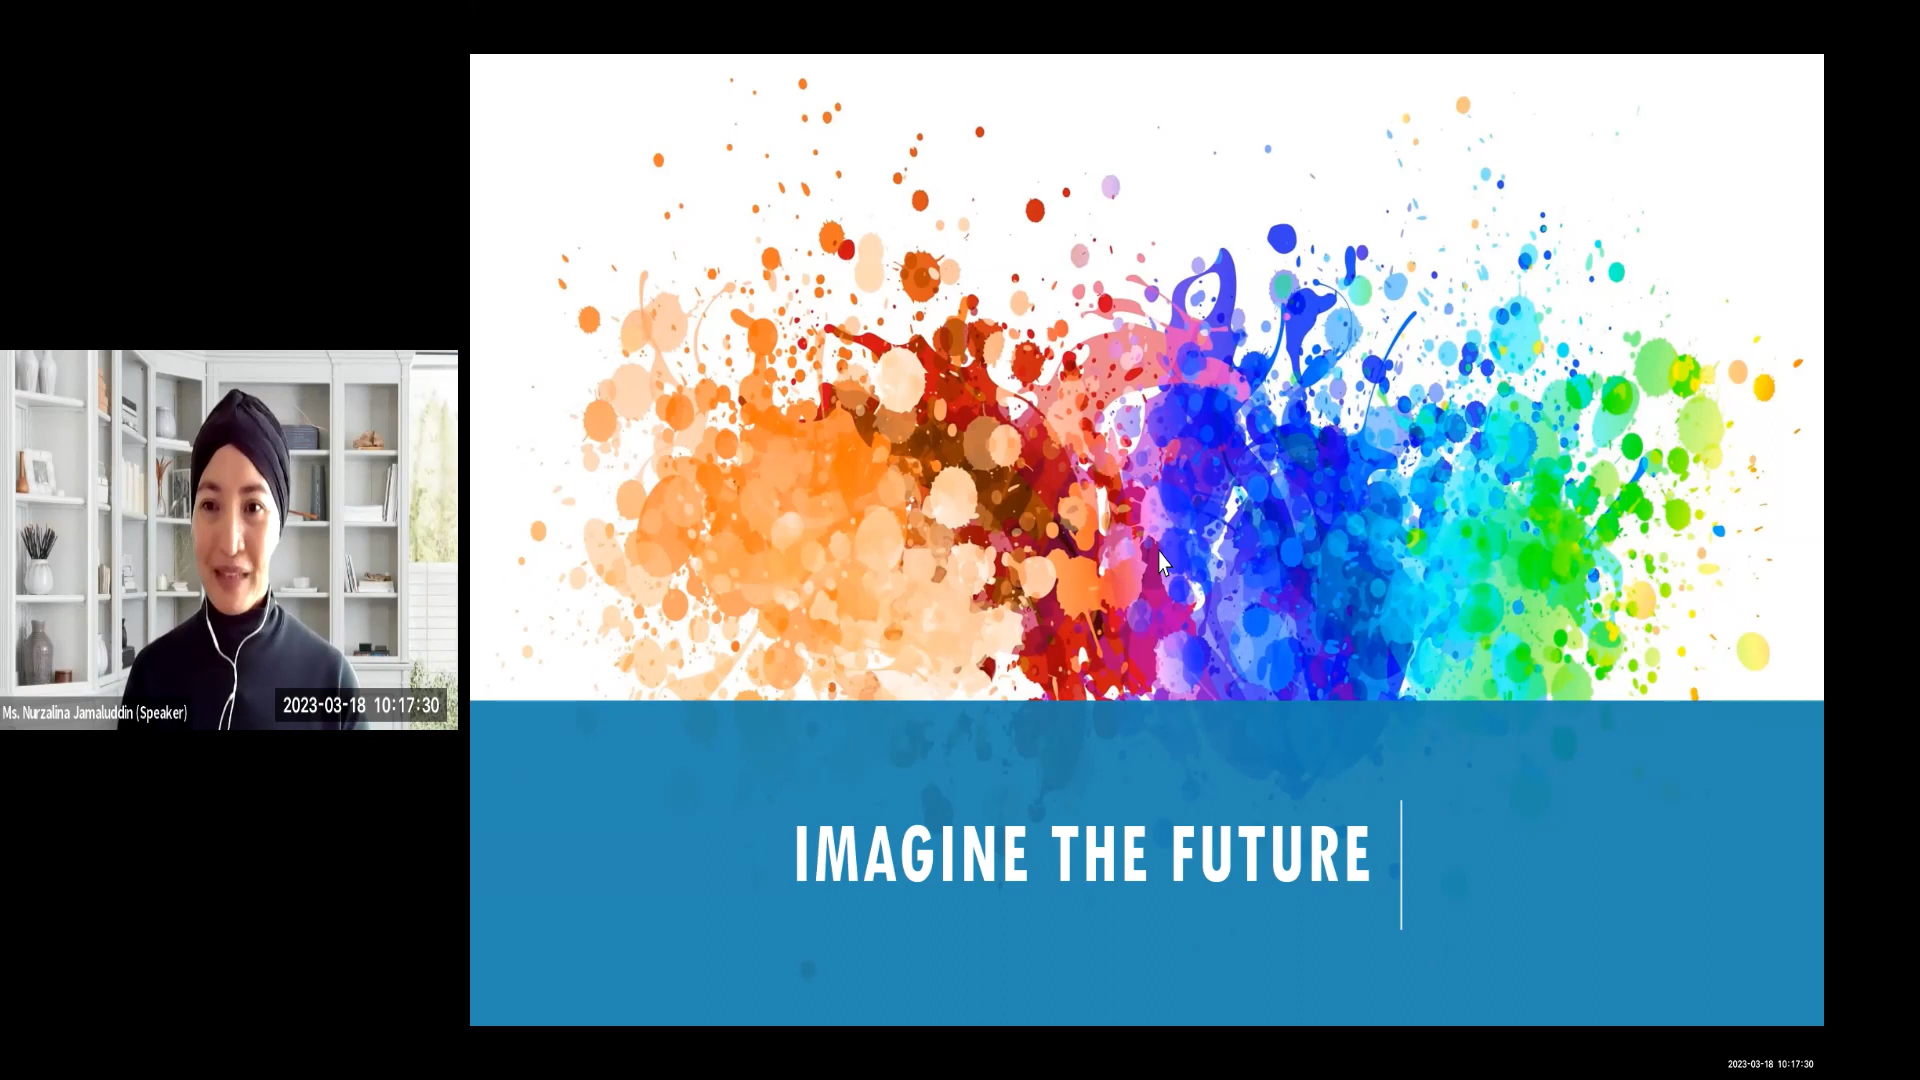 Ms. Nurzalina Jamaluddin (Speaker)
2023-03-18 10:17:30
IMAGINE THE FUTURE
2023-03-18 10:17:30